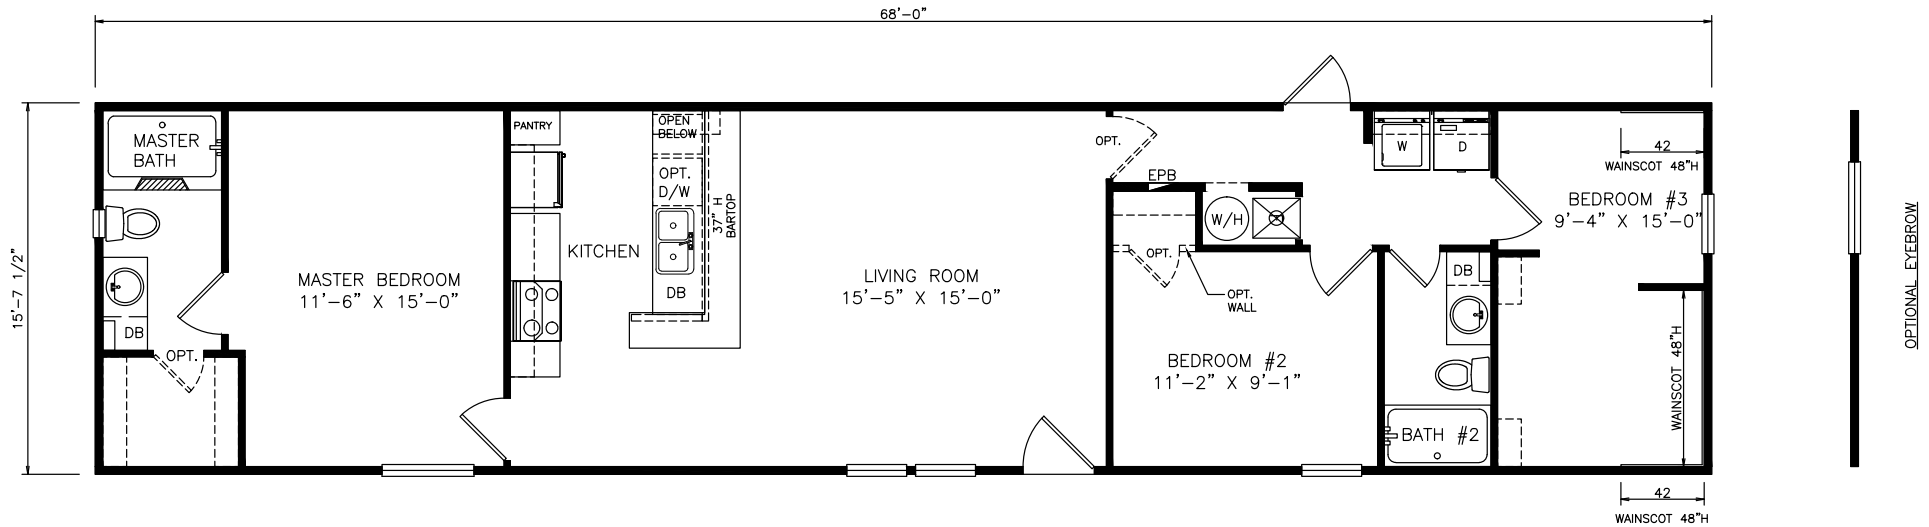 68'-0"
15'-7 1/2"
MASTER
BATH
DB
OPT.
MASTER BEDROOM
11'-6" X 15'-0"
PANTRY
KITCHEN
OPEN
BELOW
OPT.
D/W
DB
37" H
BARTOP
LIVING ROOM
15'-5" X 15'-0"
OPT.
EPB
W/H
OPT.
OPT.
WALL
BEDROOM #2
11'-2" X 9'-1"
W
D
DB
BATH #2
42
WAINSCOT 48"H
BEDROOM #3
9'-4" X 15'-0"
WAINSCOT 48"H
42
WAINSCOT 48"H
OPTIONAL EYEBROW